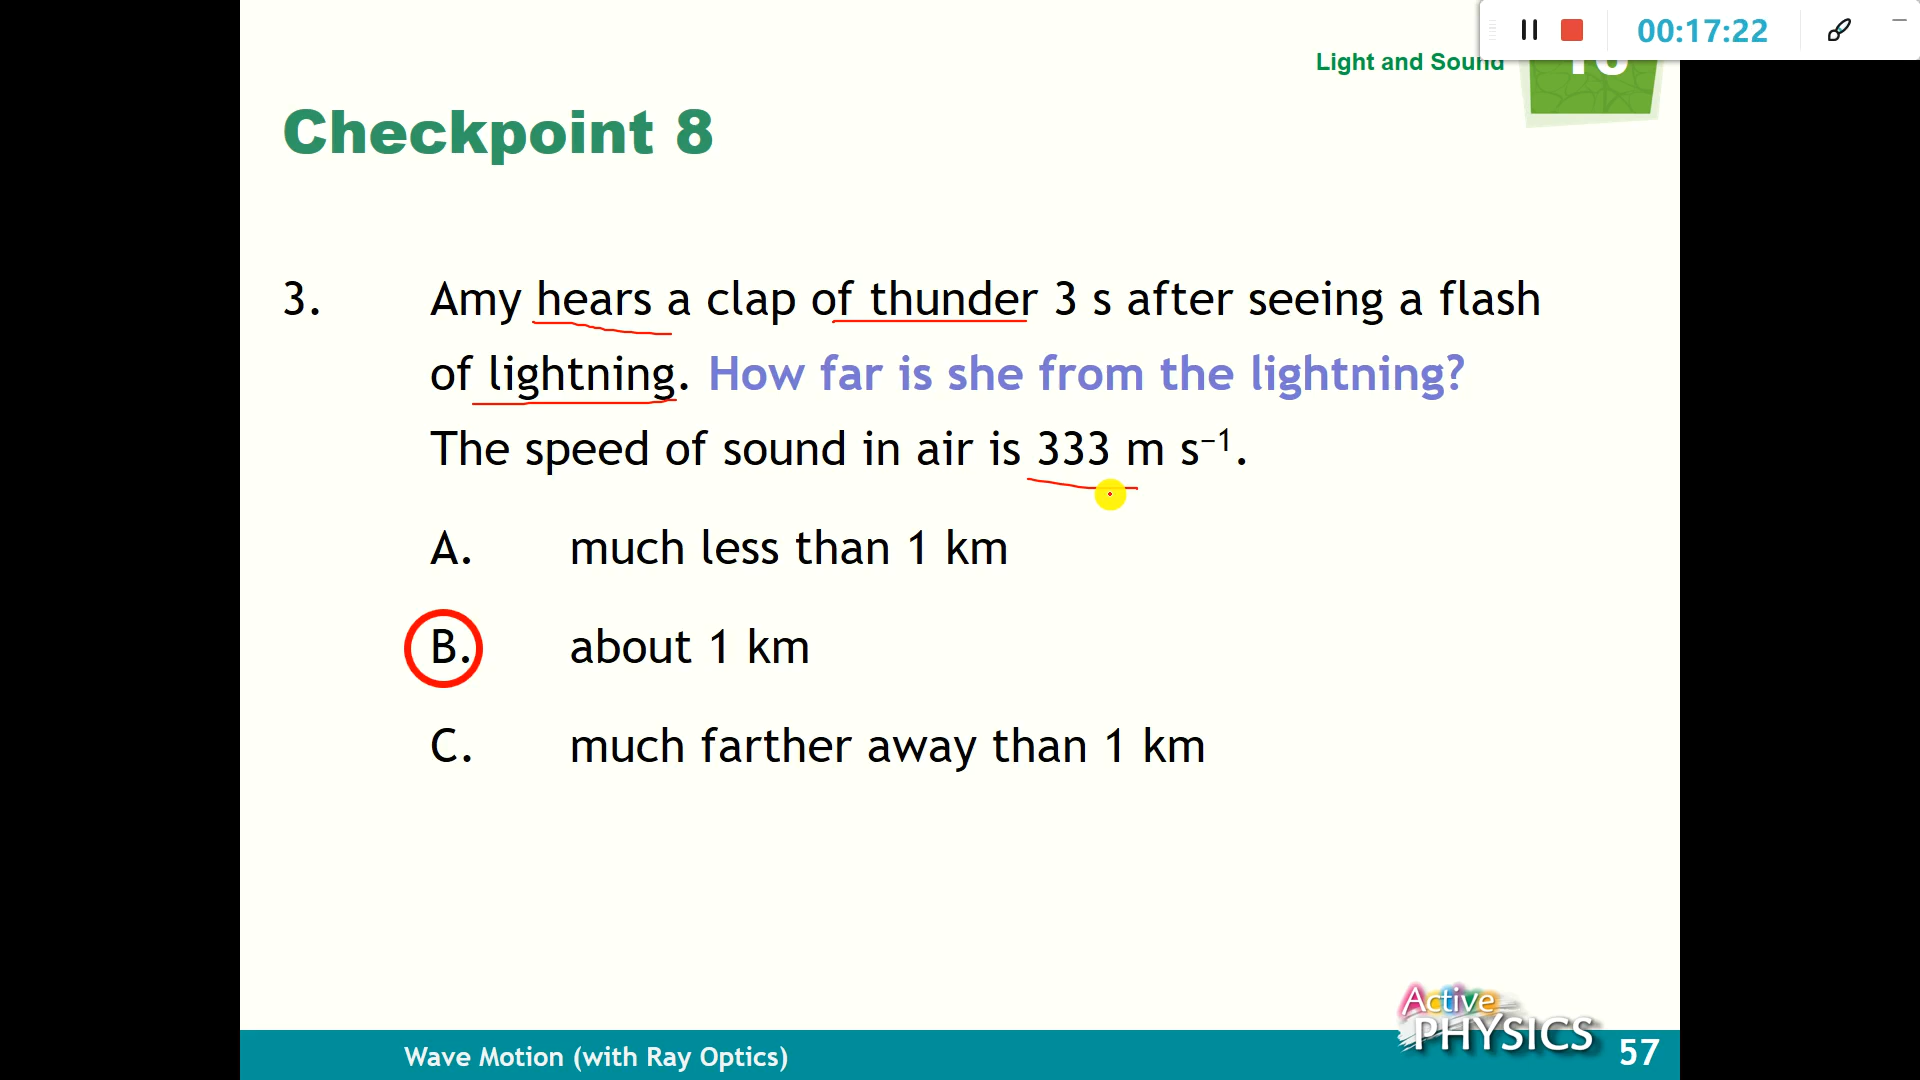 00:17:22
Light and Sound
Checkpoint 8
3. Amy hears a clap of thunder 3 s after seeing a flash
of lightning. How far is she from the lightning?
The speed of sound in air is 333 m s⁻¹.
A. much less than 1 km
B. about 1 km
C. much farther away than 1 km
Active
PHYSICS
Wave Motion (with Ray Optics)
57